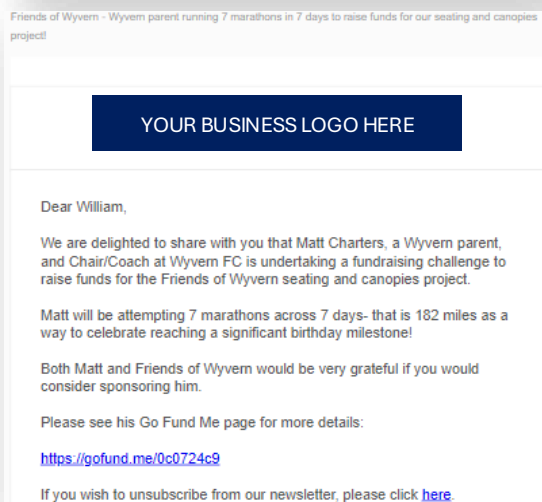 Friends of Wyvern - Wyvern parent running 7 marathons in 7 days to raise funds for our seating and canopies
project!
YOUR BUSINESS LOGO HERE
Dear William,
We are delighted to share with you that Matt Charters, a Wyvern parent,
and Chair/Coach at Wyvern FC is undertaking a fundraising challenge to
raise funds for the Friends of Wyvern seating and canopies project.
Matt will be attempting 7 marathons across 7 days- that is 182 miles as a
way to celebrate reaching a significant birthday milestone!
Both Matt and Friends of Wyvern would be very grateful if you would
consider sponsoring him.
Please see his Go Fund Me page for more details:
https://gofund.me/0c0724c9
If you wish to unsubscribe from our newsletter, please click here.